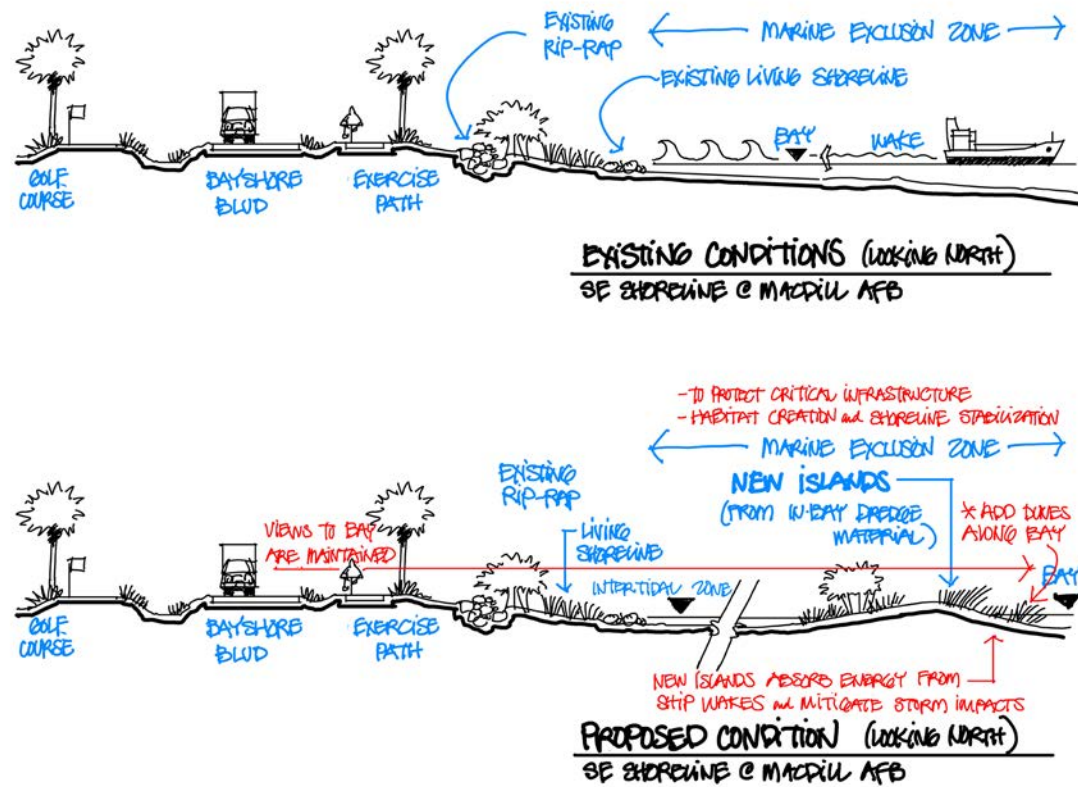 EXISTING
RIP-RAP
MARINE EXCLUSION ZONE
EXISTING LIVING SHORELINE
BAY
WAKE
GOLF
COURSE
BAYSHORE
BLVD
EXERCISE
PATH
EXISTING CONDITIONS (LOOKING NORTH)
SE SHORELINE @ MACDILL AFB
- TO PROTECT CRITICAL INFRASTRUCTURE
- HABITAT CREATION and SHORELINE STABILIZATION
MARINE EXCLUSION ZONE
EXISTING
RIP-RAP
NEW ISLANDS
(FROM IN-BAY DREDGE
MATERIAL)
* ADD DUNES
ALONG BAY
VIEWS TO BAY
ARE MAINTAINED
LIVING
SHORELINE
INTERTIDAL ZONE
BAY
GOLF
COURSE
BAYSHORE
BLVD
EXERCISE
PATH
NEW ISLANDS ABSORB ENERGY FROM
SHIP WAKES and MITIGATE STORM IMPACTS
PROPOSED CONDITION (LOOKING NORTH)
SE SHORELINE @ MACDILL AFB